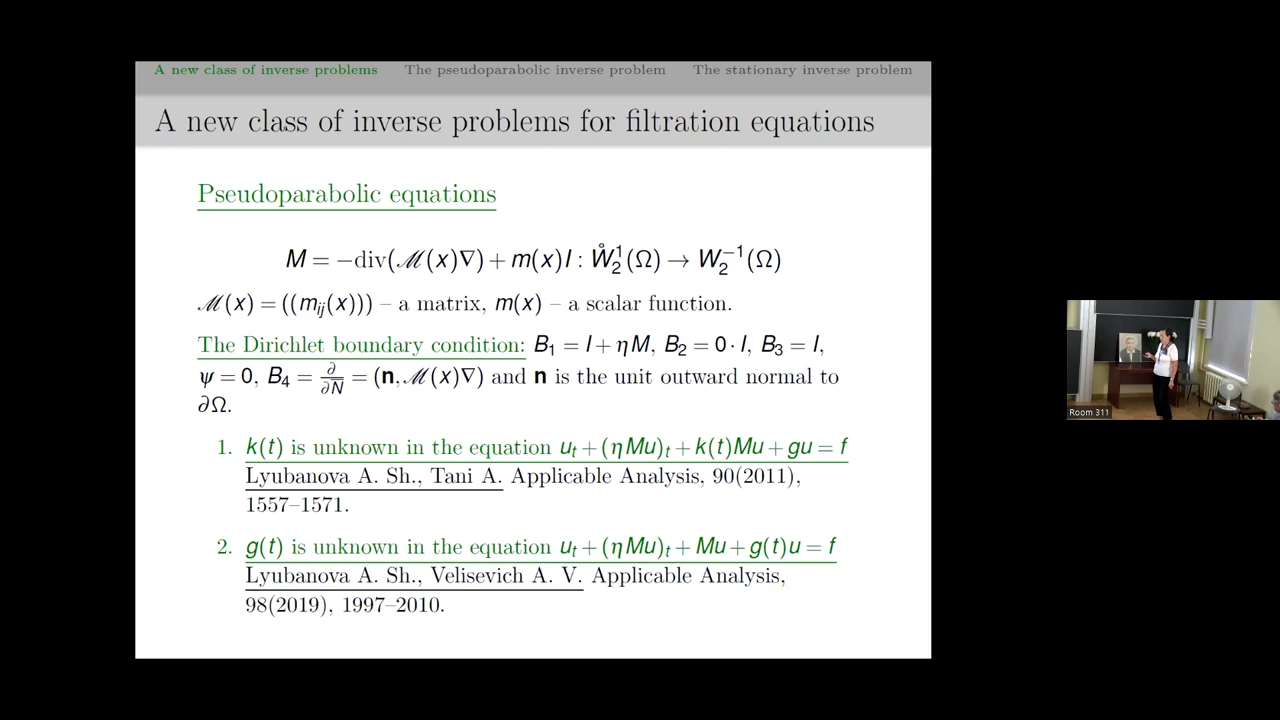 A new class of inverse problems The pseudoparabolic inverse problem The stationary inverse problem
A new class of inverse problems for filtration equations
Pseudoparabolic equations
M = −div(ℳ(x)∇) + m(x)I : W̊₂¹(Ω) → W₂⁻¹(Ω)
ℳ(x) = ((mᵢⱼ(x))) – a matrix, m(x) – a scalar function.
The Dirichlet boundary condition: B₁ = I + ηM, B₂ = 0 · I, B₃ = I,
ψ = 0, B₄ = ∂/∂N̅ = (n, ℳ(x)∇) and n is the unit outward normal to
∂Ω.
1. k(t) is unknown in the equation uₜ + (ηMu)ₜ + k(t)Mu + gu = f
Lyubanova A. Sh., Tani A. Applicable Analysis, 90(2011),
1557–1571.
2. g(t) is unknown in the equation uₜ + (ηMu)ₜ + Mu + g(t)u = f
Lyubanova A. Sh., Velisevich A. V. Applicable Analysis,
98(2019), 1997–2010.
Room 311